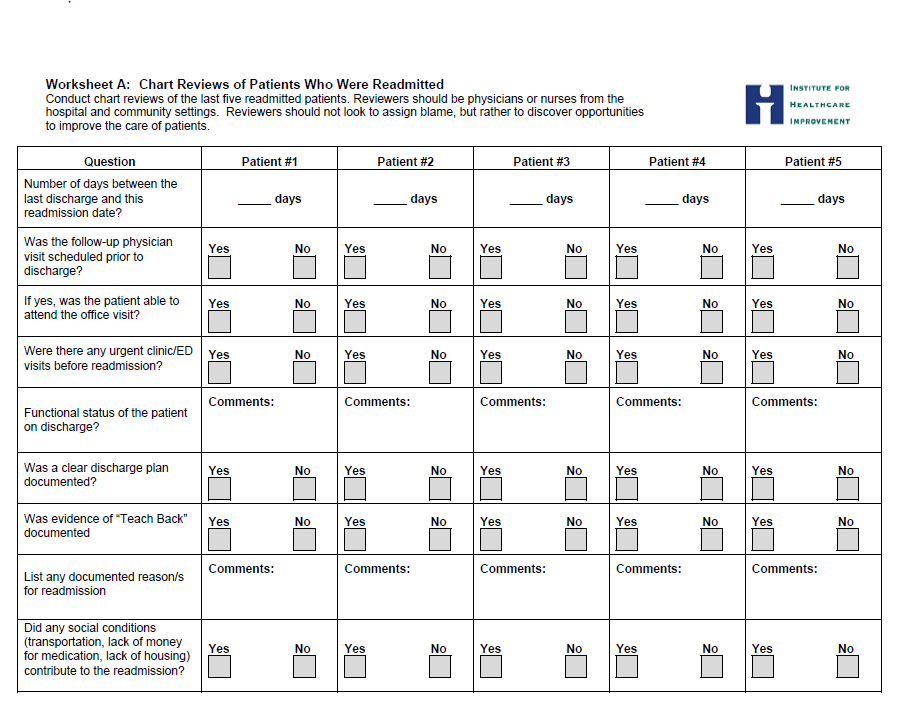 Worksheet A: Chart Reviews of Patients Who Were Readmitted
Conduct chart reviews of the last five readmitted patients. Reviewers should be physicians or nurses from the
hospital and community settings. Reviewers should not look to assign blame, but rather to discover opportunities
to improve the care of patients.
INSTITUTE FOR
HEALTHCARE
IMPROVEMENT
Question Patient #1 Patient #2 Patient #3 Patient #4 Patient #5
Number of days between the
last discharge and this
readmission date?
_____ days _____ days _____ days _____ days _____ days
Was the follow-up physician
visit scheduled prior to
discharge?
Yes No Yes No Yes No Yes No Yes No
If yes, was the patient able to
attend the office visit?
Yes No Yes No Yes No Yes No Yes No
Were there any urgent clinic/ED
visits before readmission?
Yes No Yes No Yes No Yes No Yes No
Functional status of the patient
on discharge?
Comments: Comments: Comments: Comments: Comments:
Was a clear discharge plan
documented?
Yes No Yes No Yes No Yes No Yes No
Was evidence of “Teach Back”
documented
Yes No Yes No Yes No Yes No Yes No
List any documented reason/s
for readmission
Comments: Comments: Comments: Comments: Comments:
Did any social conditions
(transportation, lack of money
for medication, lack of housing)
contribute to the readmission?
Yes No Yes No Yes No Yes No Yes No